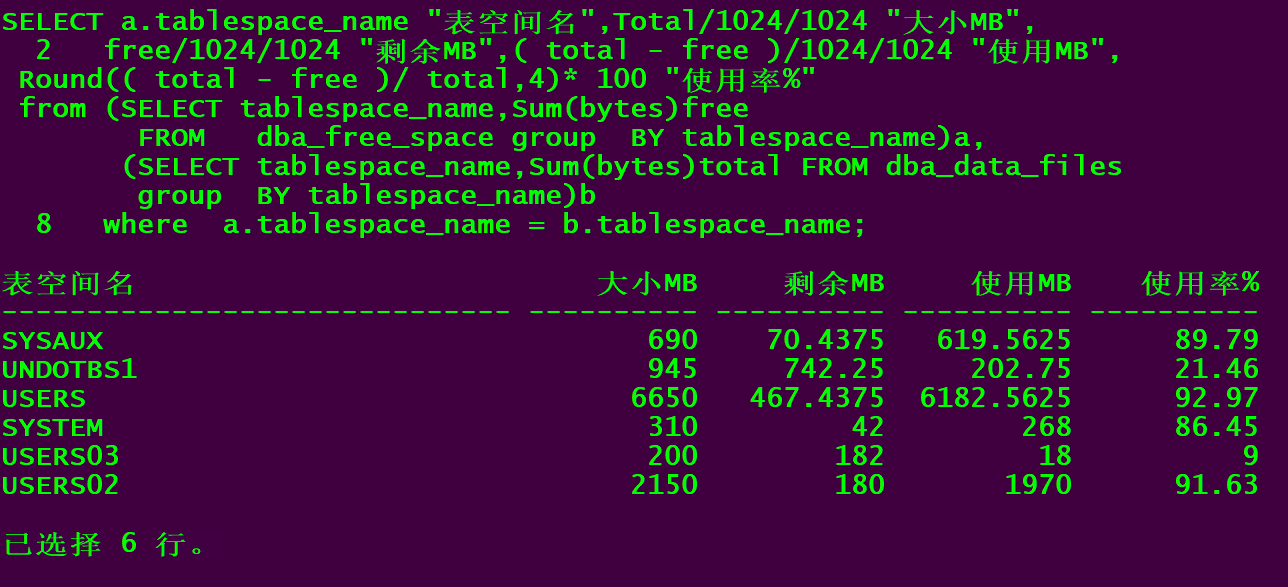 SELECT a.tablespace_name "表空间名",Total/1024/1024 "大小MB",
  2   free/1024/1024 "剩余MB",( total - free )/1024/1024 "使用MB",
 Round(( total - free )/ total,4)* 100 "使用率%"
 from (SELECT tablespace_name,Sum(bytes)free
        FROM   dba_free_space group  BY tablespace_name)a,
       (SELECT tablespace_name,Sum(bytes)total FROM dba_data_files
        group  BY tablespace_name)b
  8   where  a.tablespace_name = b.tablespace_name;
表空间名                           大小MB     剩余MB     使用MB    使用率%
------------------------------ ---------- ---------- ---------- ----------
SYSAUX                                690    70.4375   619.5625      89.79
UNDOTBS1                              945     742.25     202.75      21.46
USERS                                6650   467.4375  6182.5625      92.97
SYSTEM                                310         42        268      86.45
USERS03                               200        182         18          9
USERS02                              2150        180       1970      91.63
已选择 6 行。